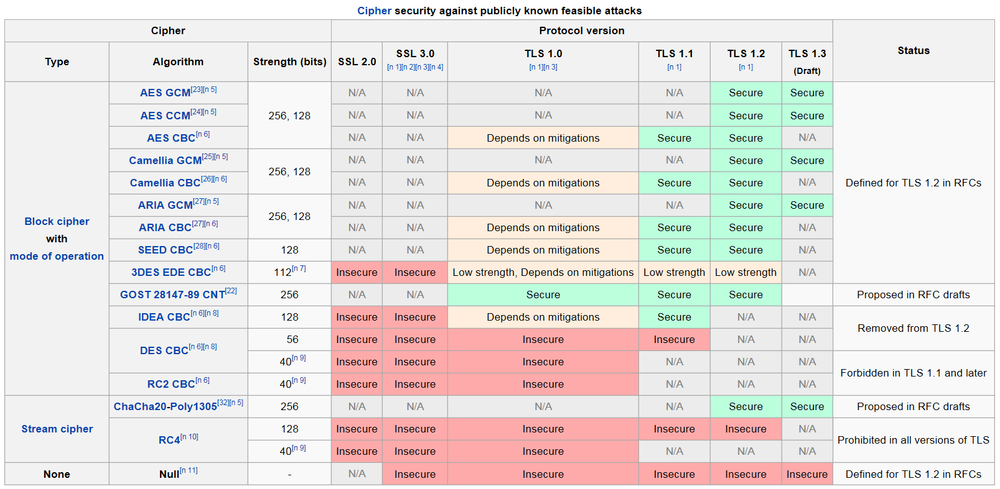 Cipher security against publicly known feasible attacks
Cipher Protocol version Status
Type Algorithm Strength (bits) SSL 2.0 SSL 3.0 [n 1][n 2][n 3][n 4] TLS 1.0 [n 1][n 3] TLS 1.1 [n 1] TLS 1.2 [n 1] TLS 1.3 (Draft)
Block cipher
with
mode of operation
AES GCM[23][n 5] 256, 128 N/A N/A N/A N/A Secure Secure Defined for TLS 1.2 in RFCs
AES CCM[24][n 5] N/A N/A N/A N/A Secure Secure
AES CBC[n 6] N/A N/A Depends on mitigations Secure Secure N/A
Camellia GCM[25][n 5] 256, 128 N/A N/A N/A N/A Secure Secure
Camellia CBC[26][n 6] N/A N/A Depends on mitigations Secure Secure N/A
ARIA GCM[27][n 5] 256, 128 N/A N/A N/A N/A Secure Secure
ARIA CBC[27][n 6] N/A N/A Depends on mitigations Secure Secure N/A
SEED CBC[28][n 6] 128 N/A N/A Depends on mitigations Secure Secure N/A
3DES EDE CBC[n 6] 112[n 7] Insecure Insecure Low strength, Depends on mitigations Low strength Low strength N/A
GOST 28147-89 CNT[22] 256 N/A N/A Secure Secure Secure Proposed in RFC drafts
IDEA CBC[n 6][n 8] 128 Insecure Insecure Depends on mitigations Secure N/A N/A Removed from TLS 1.2
DES CBC[n 6][n 8] 56 Insecure Insecure Insecure Insecure N/A N/A
40[n 9] Insecure Insecure Insecure N/A N/A N/A Forbidden in TLS 1.1 and later
RC2 CBC[n 6] 40[n 9] Insecure Insecure Insecure N/A N/A N/A
Stream cipher
ChaCha20-Poly1305[32][n 5] 256 N/A N/A N/A N/A Secure Secure Proposed in RFC drafts
RC4[n 10] 128 Insecure Insecure Insecure Insecure Insecure N/A Prohibited in all versions of TLS
40[n 9] Insecure Insecure Insecure N/A N/A N/A
None Null[n 11] - N/A Insecure Insecure Insecure Insecure Insecure Defined for TLS 1.2 in RFCs